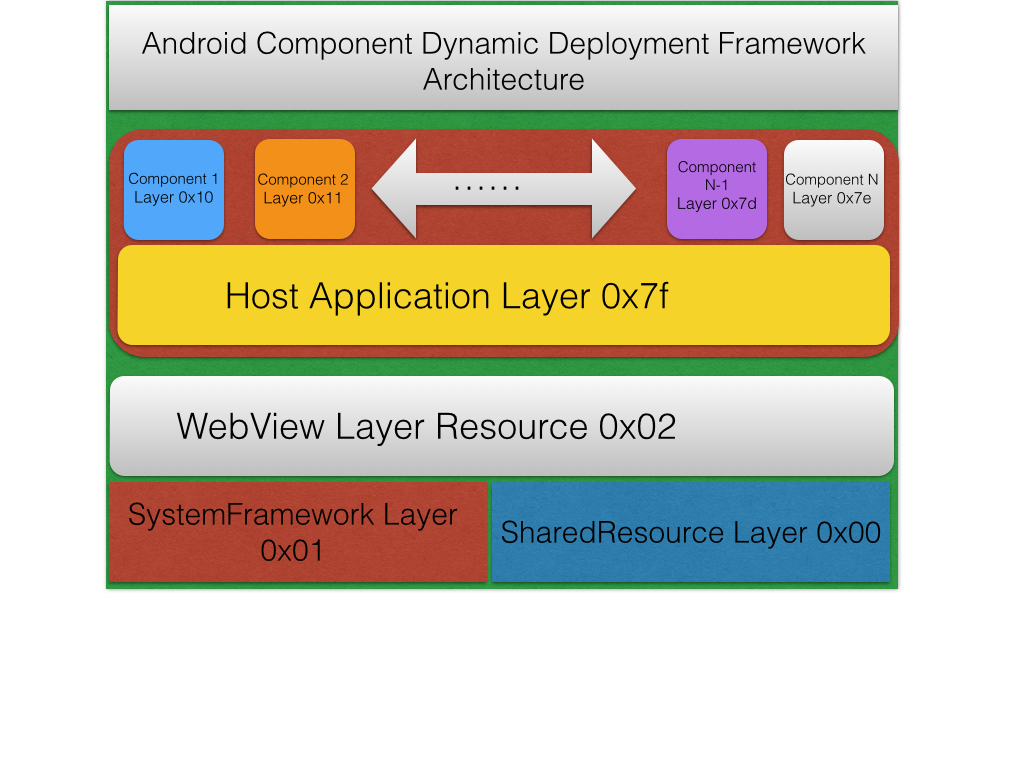 Android Component Dynamic Deployment Framework
Architecture
Component 1
Layer 0x10
Component 2
Layer 0x11
······
Component
N-1
Layer 0x7d
Component N
Layer 0x7e
Host Application Layer 0x7f
WebView Layer Resource 0x02
SystemFramework Layer
0x01
SharedResource Layer 0x00